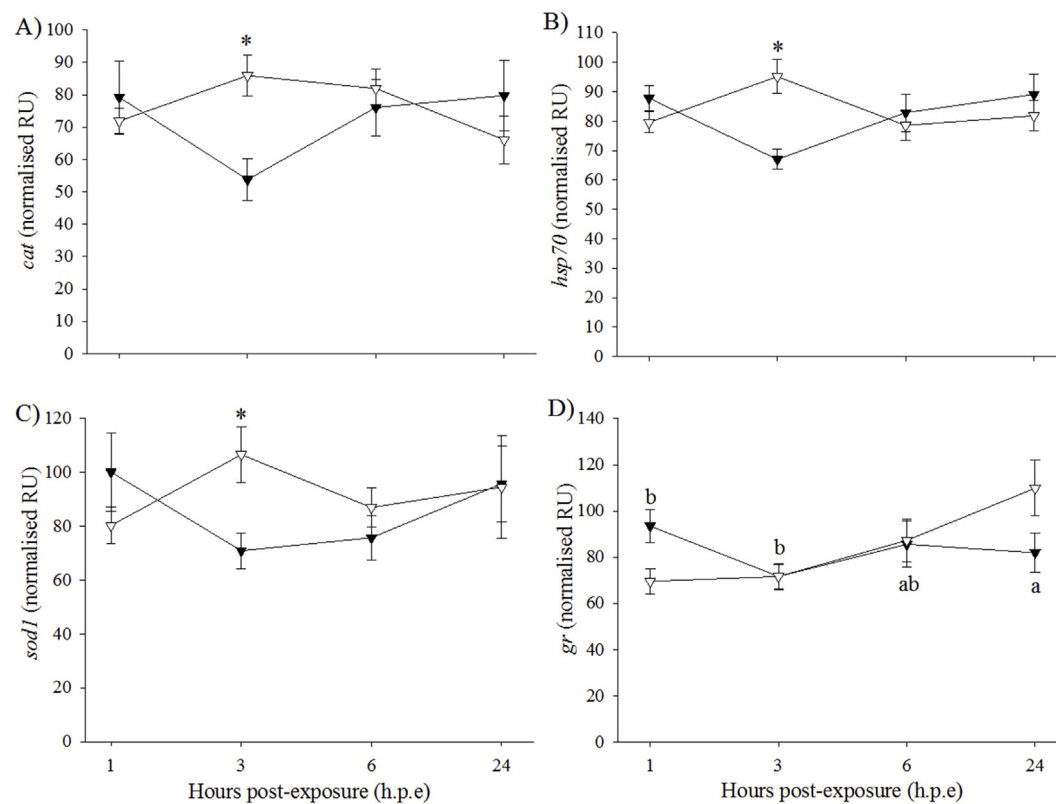 A)
100
90
80
70
60
50
40
30
20
10
0
cat (normalised RU)
*
B)
110
100
90
80
70
60
50
40
30
20
10
0
hsp70 (normalised RU)
*
C)
120
100
80
60
40
20
0
sod1 (normalised RU)
*
1 3 6 24
Hours post-exposure (h.p.e)
D)
140
120
100
80
60
40
20
0
gr (normalised RU)
b
b
ab
a
1 3 6 24
Hours post-exposure (h.p.e)